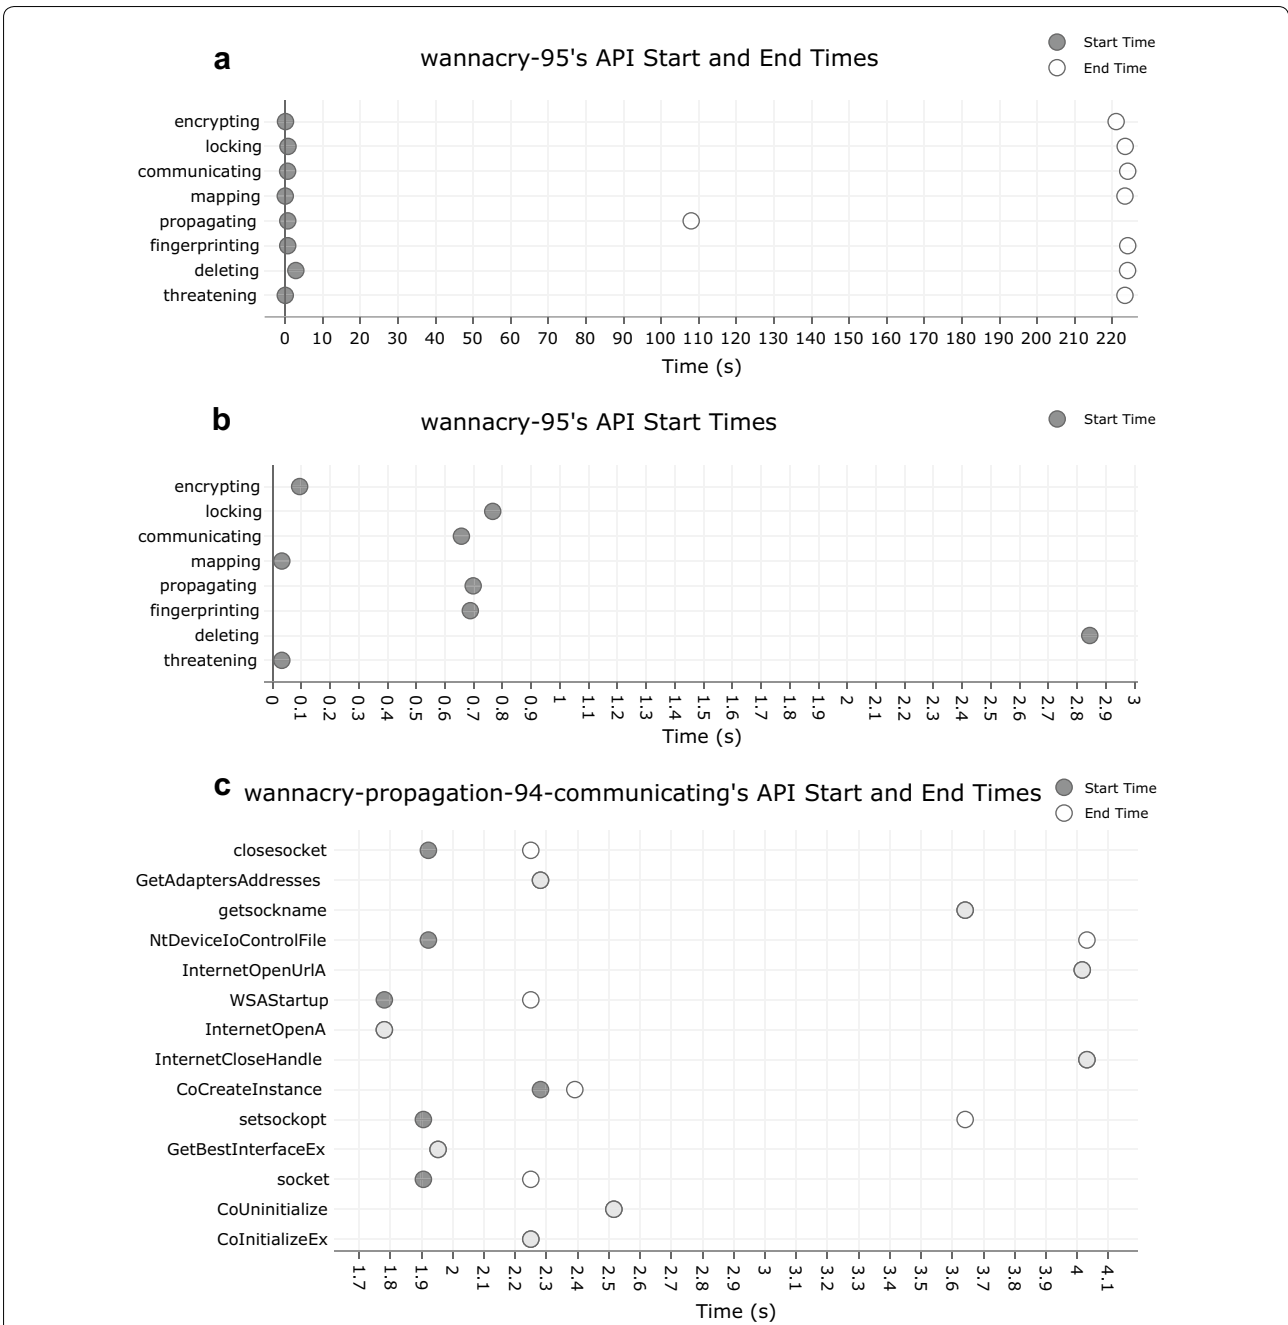 a
wannacry-95's API Start and End Times
Start Time
End Time
encrypting
locking
communicating
mapping
propagating
fingerprinting
deleting
threatening
0 10 20 30 40 50 60 70 80 90 100 110 120 130 140 150 160 170 180 190 200 210 220
Time (s)
b
wannacry-95's API Start Times
Start Time
encrypting
locking
communicating
mapping
propagating
fingerprinting
deleting
threatening
0 0.1 0.2 0.3 0.4 0.5 0.6 0.7 0.8 0.9 1 1.1 1.2 1.3 1.4 1.5 1.6 1.7 1.8 1.9 2 2.1 2.2 2.3 2.4 2.5 2.6 2.7 2.8 2.9 3
Time (s)
c
wannacry-propagation-94-communicating's API Start and End Times
Start Time
End Time
closesocket
GetAdaptersAddresses
getsockname
NtDeviceIoControlFile
InternetOpenUrlA
WSAStartup
InternetOpenA
InternetCloseHandle
CoCreateInstance
setsockopt
GetBestInterfaceEx
socket
CoUninitialize
CoInitializeEx
1.7 1.8 1.9 2 2.1 2.2 2.3 2.4 2.5 2.6 2.7 2.8 2.9 3 3.1 3.2 3.3 3.4 3.5 3.6 3.7 3.8 3.9 4 4.1
Time (s)